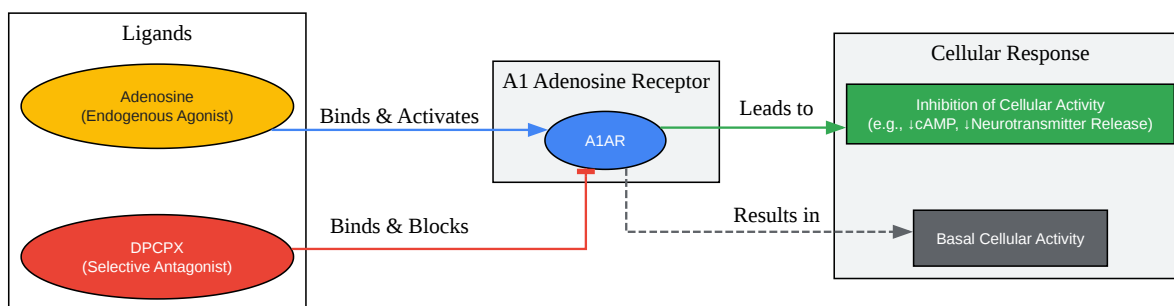 Ligands
Adenosine
(Endogenous Agonist)
DPCPX
(Selective Antagonist)
Binds & Activates
Binds & Blocks
A1 Adenosine Receptor
A1AR
Leads to
Results in
Cellular Response
Inhibition of Cellular Activity
(e.g., ↓cAMP, ↓Neurotransmitter Release)
Basal Cellular Activity